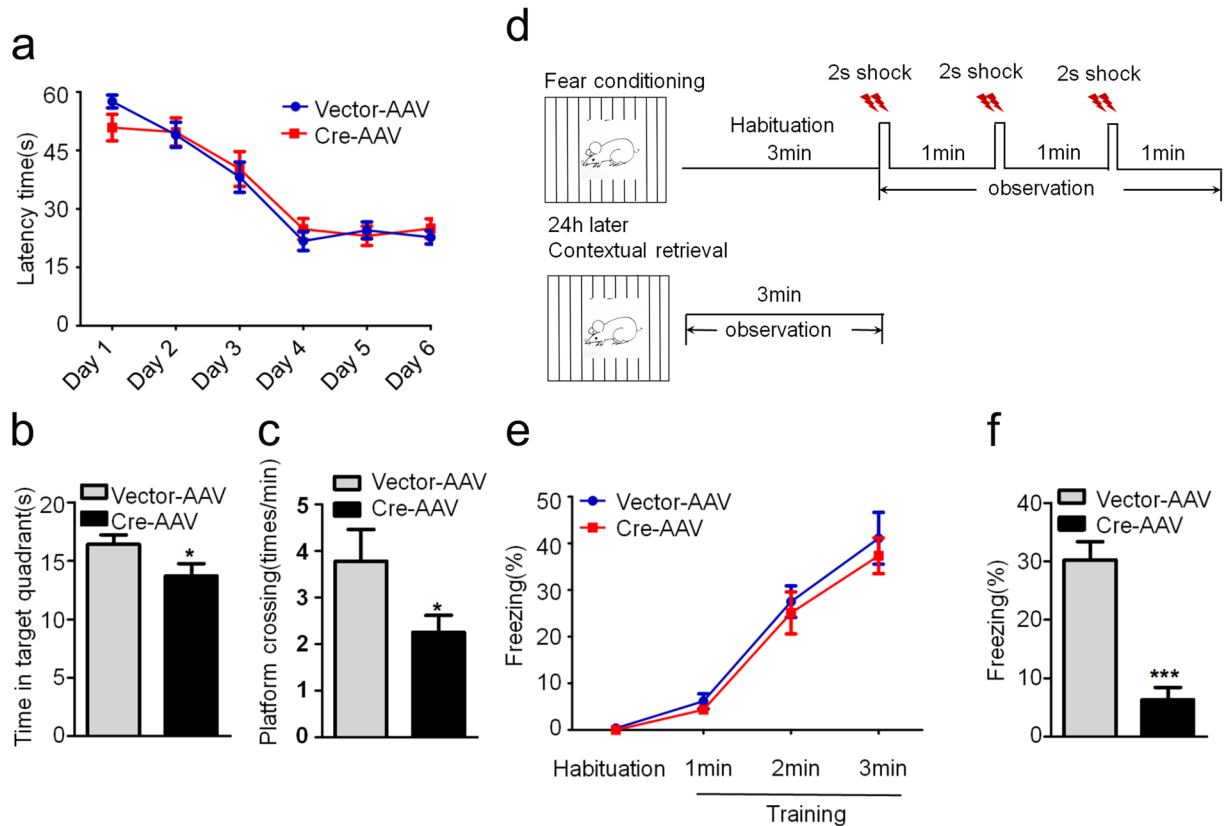 a
Latency time(s)
60
45
30
15
0
Vector-AAV
Cre-AAV
Day 1
Day 2
Day 3
Day 4
Day 5
Day 6
d
Fear conditioning
2s shock 2s shock 2s shock
Habituation
3min 1min 1min 1min
observation
24h later
Contextual retrieval
3min
observation
b
Time in target quadrant(s)
Vector-AAV
Cre-AAV
20
15
10
5
0
*
c
Platform crossing(times/min)
Vector-AAV
Cre-AAV
5
4
3
2
1
0
*
e
Freezing(%)
50
40
30
20
10
0
Vector-AAV
Cre-AAV
Habituation 1min 2min 3min
Training
f
Freezing(%)
Vector-AAV
Cre-AAV
40
30
20
10
0
***